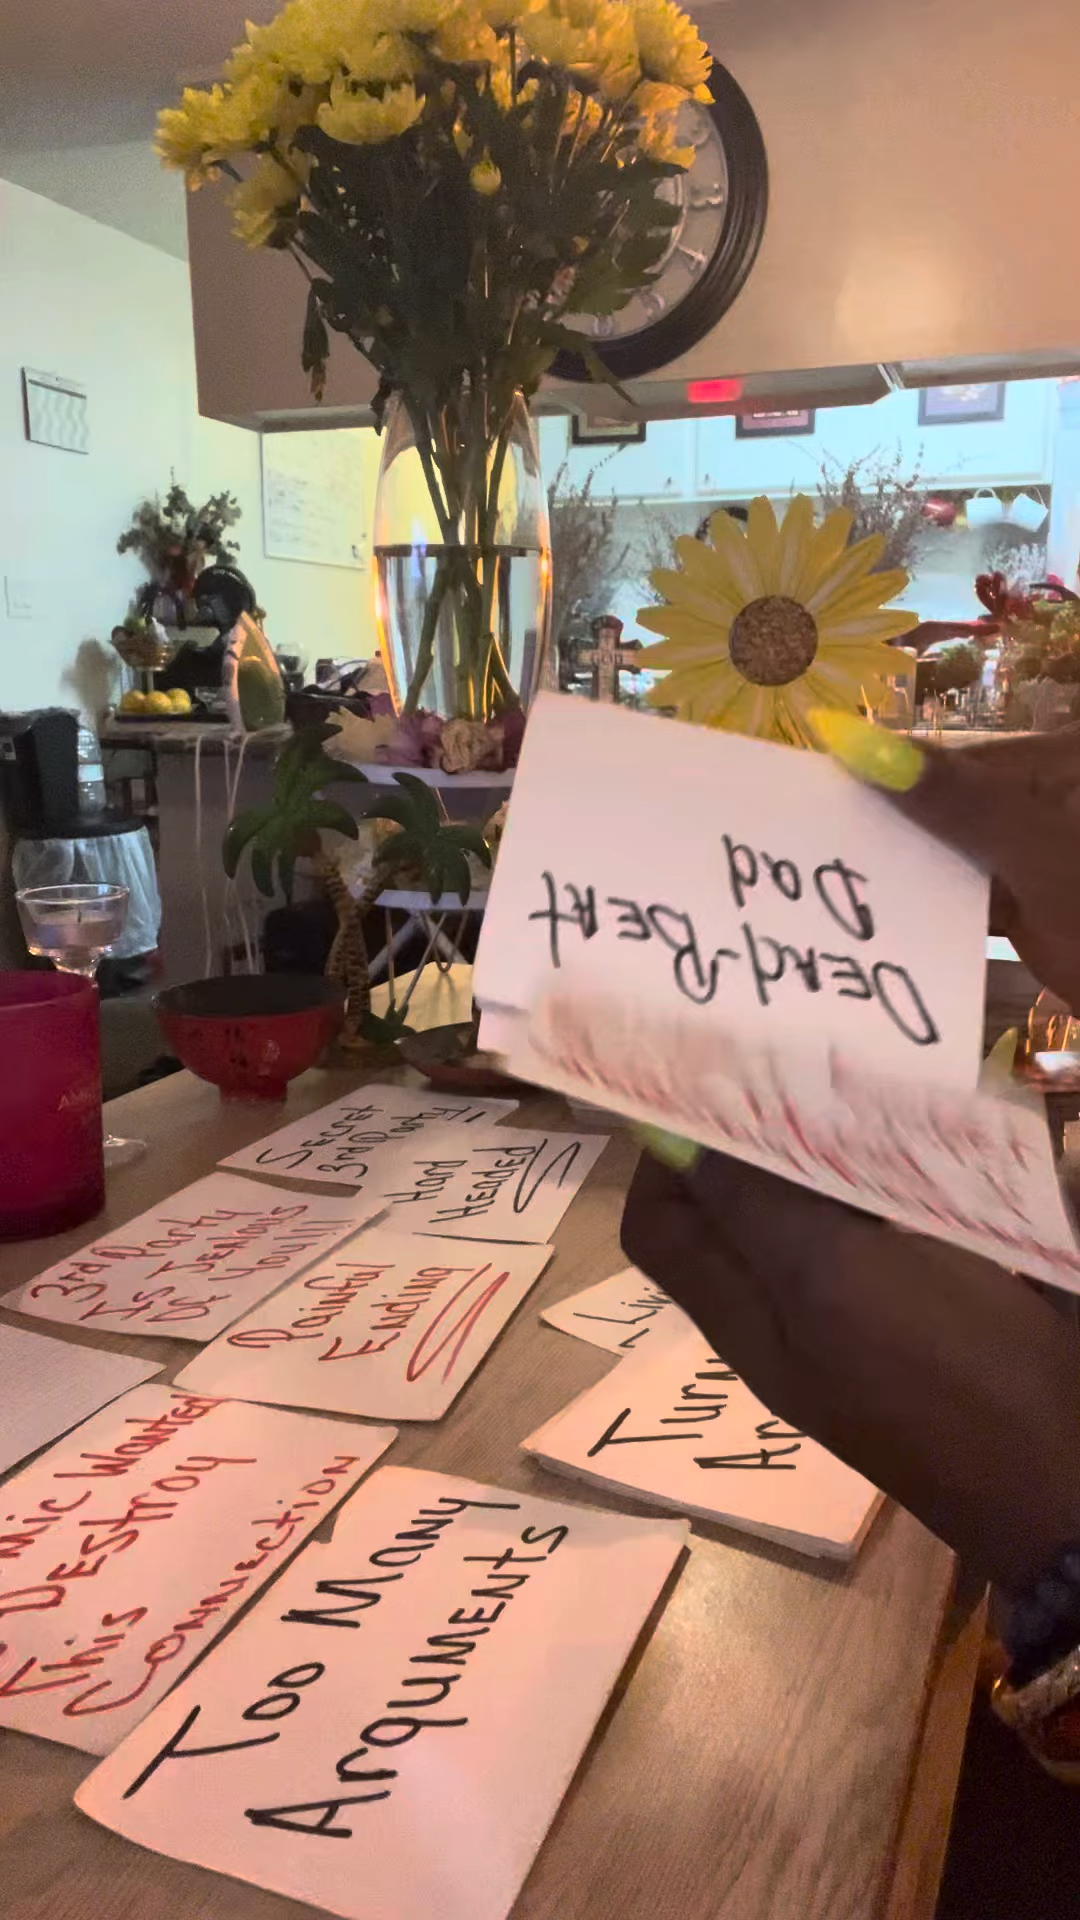 DEAd-BEAt
Dad
SECRET
3rd Party
Hard
HEADED
3rd Party
Is JEAlous
Of You!!!
Painful
Ending
Turn
Wanted
DEStroy
This
CONNECtioN
Too Many
ArguMENts